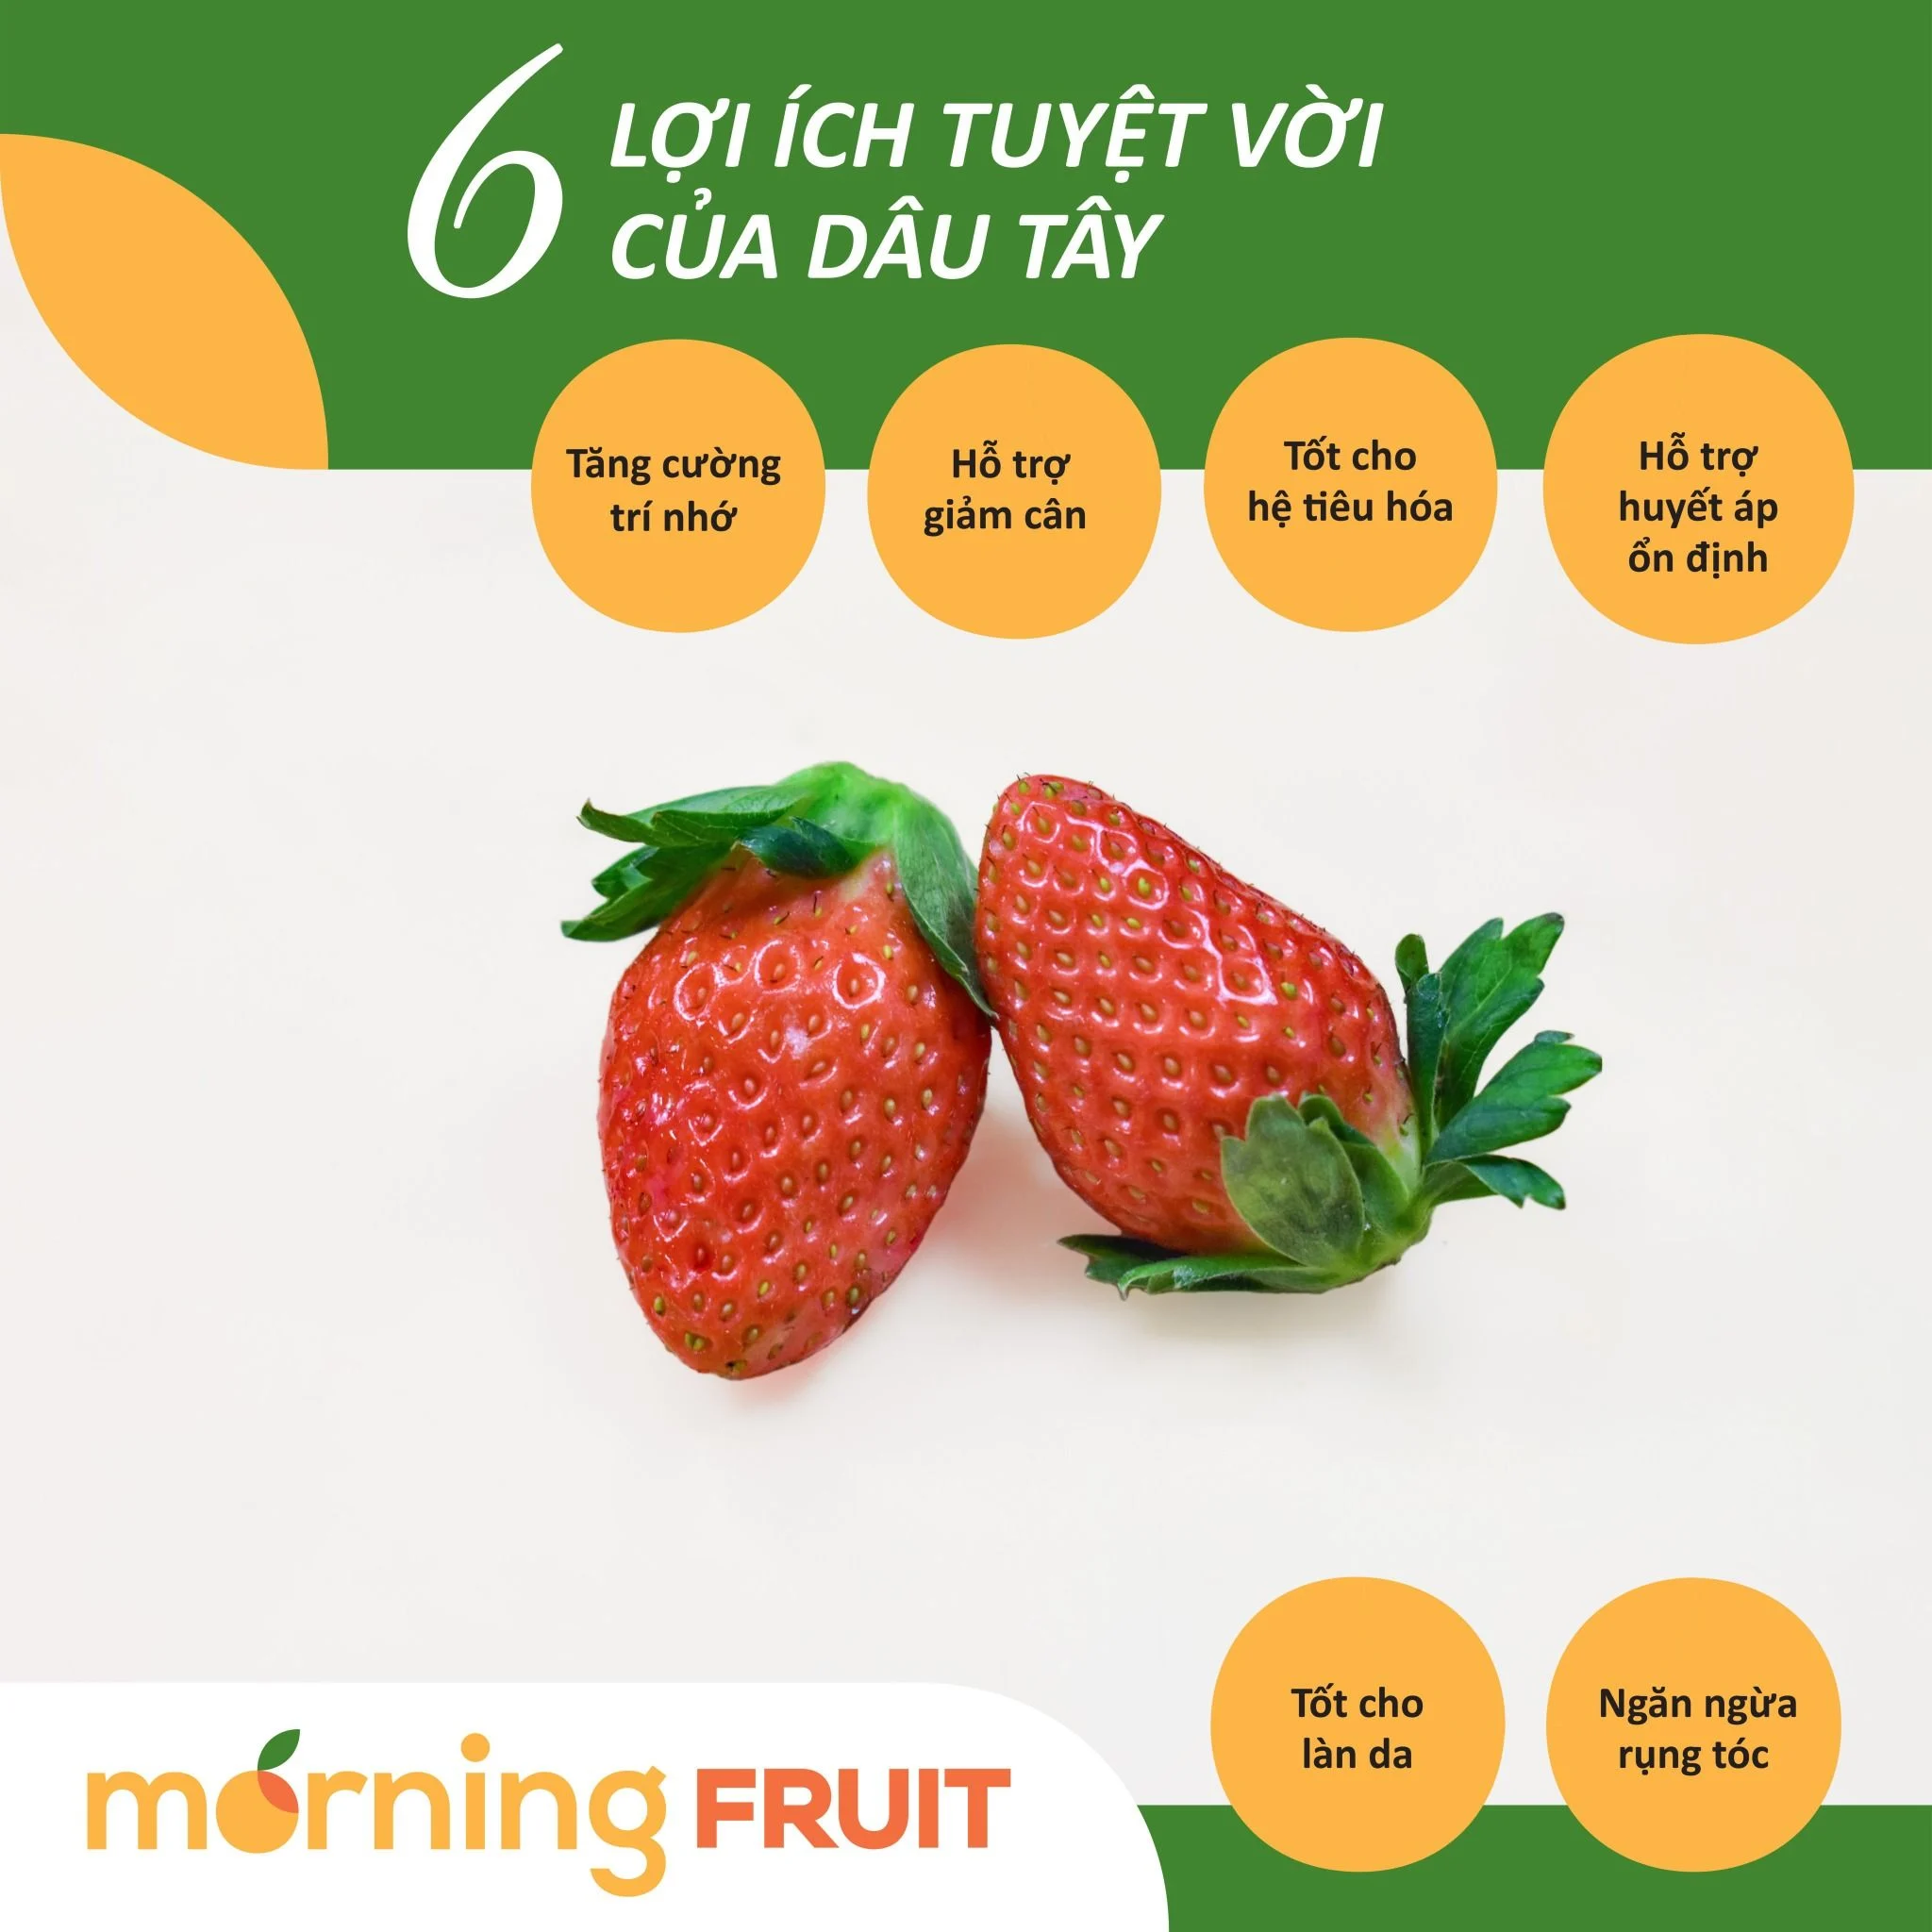 6 LỢI ÍCH TUYỆT VỜI
CỦA DÂU TÂY
Tăng cường
trí nhớ
Hỗ trợ
giảm cân
Tốt cho
hệ tiêu hóa
Hỗ trợ
huyết áp
ổn định
Tốt cho
làn da
Ngăn ngừa
rụng tóc
morning FRUIT